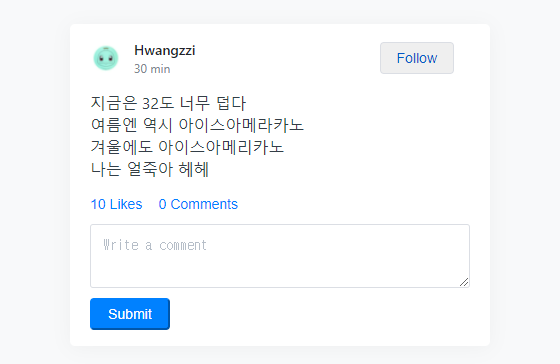 Hwangzzi
Follow
30 min
지금은 32도 너무 덥다
여름엔 역시 아이스아메라카노
겨울에도 아이스아메리카노
나는 얼죽아 헤헤
10 Likes 0 Comments
Write a comment
Submit